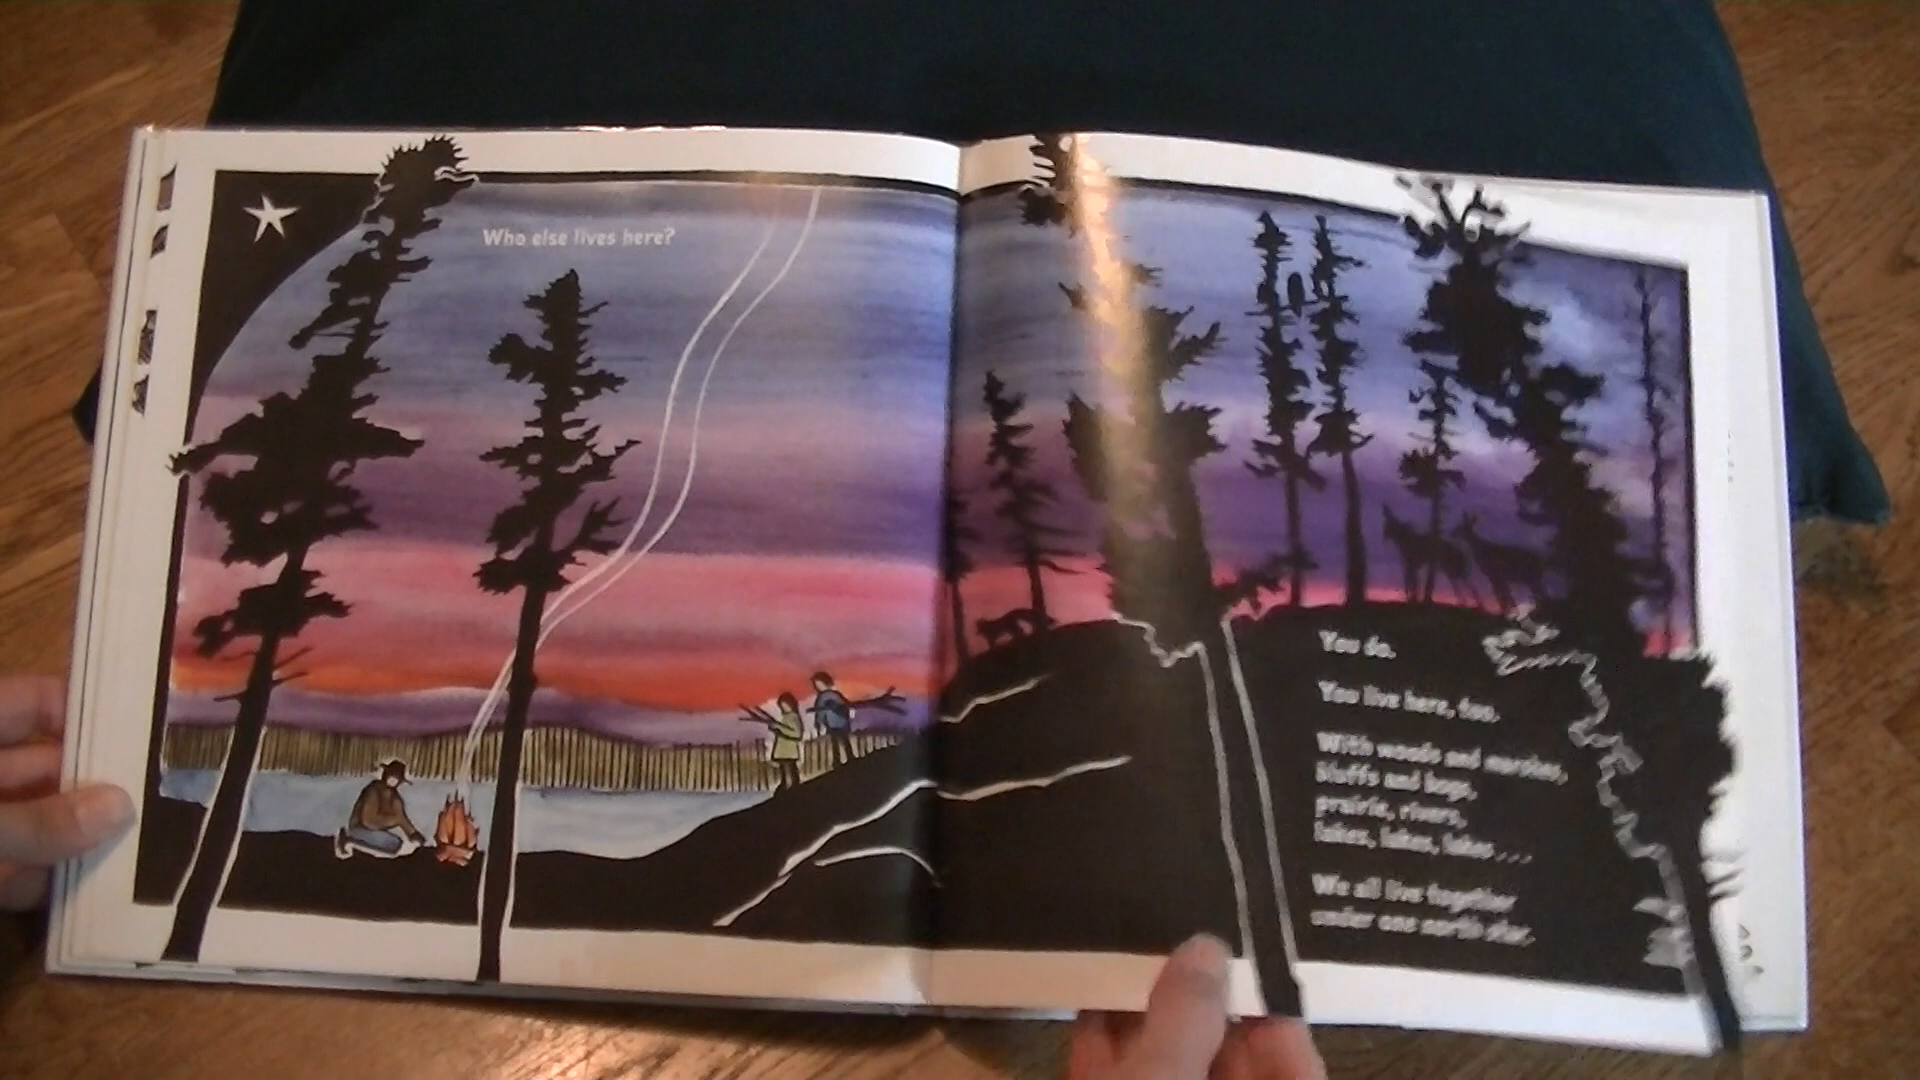 Who else lives here?
You do.
You live here, too.
With woods and marshes,
bluffs and bogs,
prairie, rivers,
lakes, lakes, lakes . . .
We all live together
under one north star.